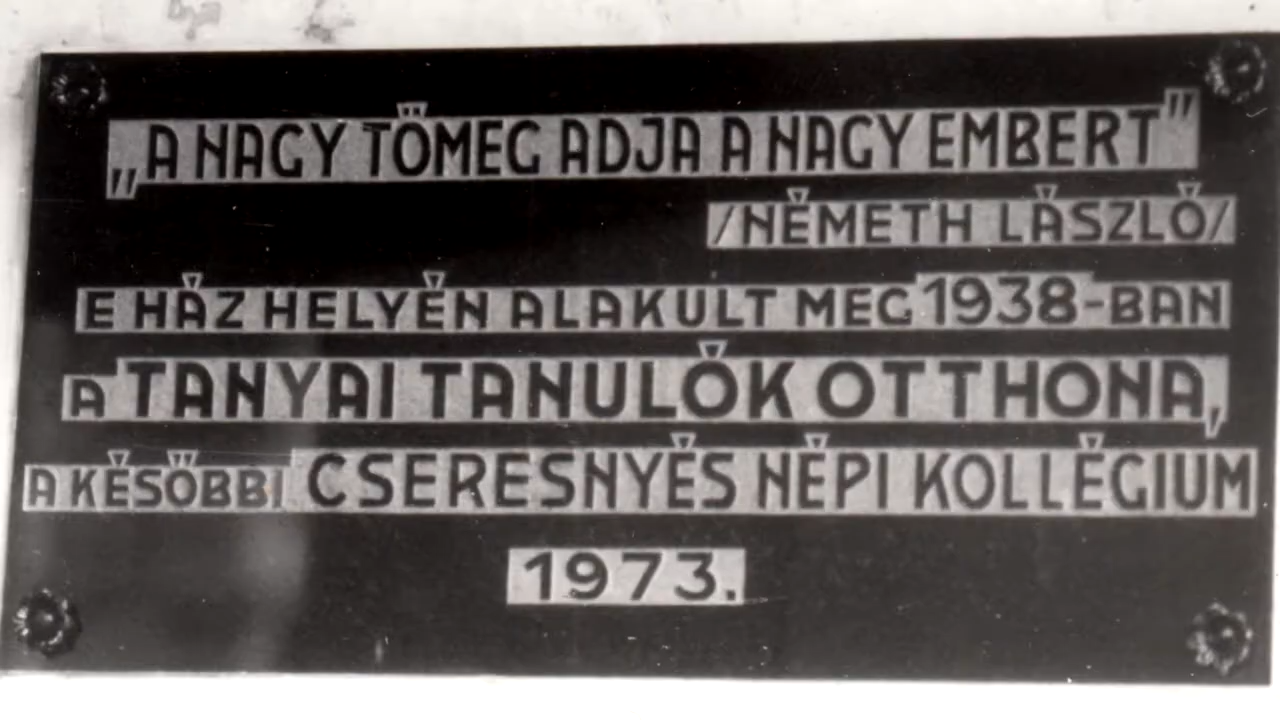 „A NAGY TÖMEG ADJA A NAGY EMBERT"
/NÉMETH LÁSZLÓ/
E HÁZ HELYÉN ALAKULT MEG 1938-BAN
A TANYAI TANULÓK OTTHONA,
A KÉSŐBBI CSERESNYÉS NÉPI KOLLÉGIUM
1973.